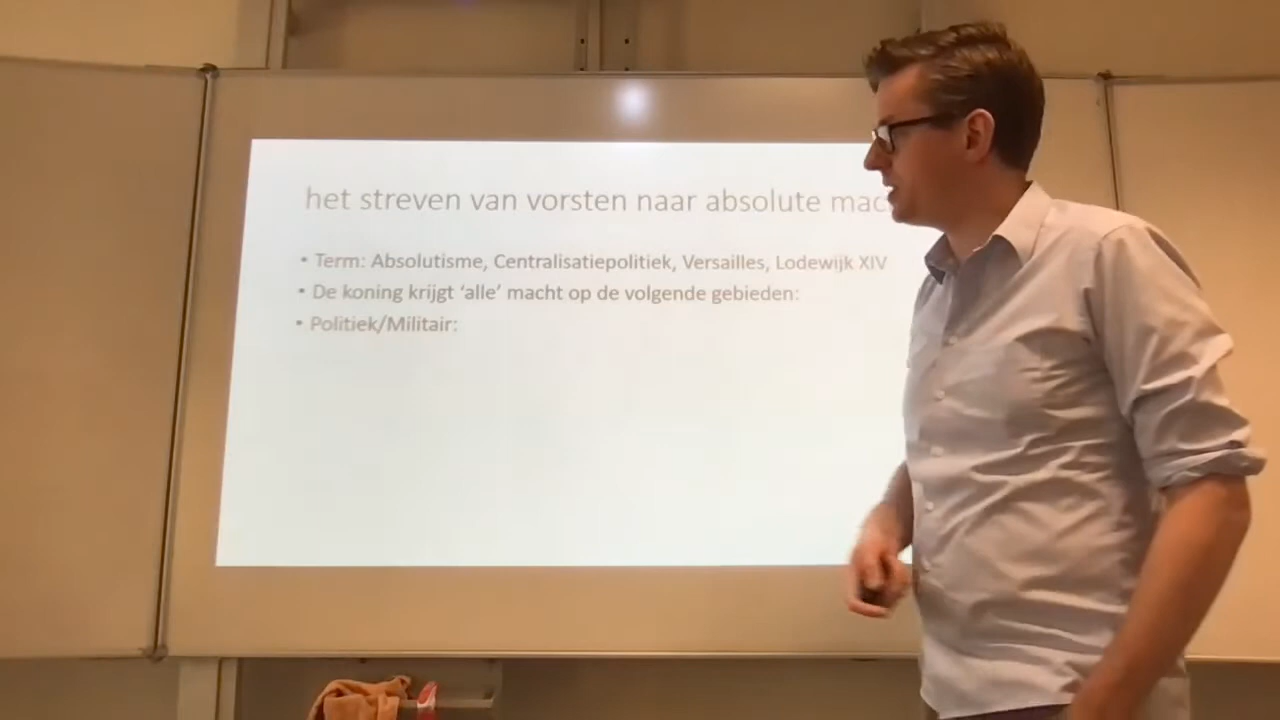 het streven van vorsten naar absolute
• Term: Absolutisme, Centralisatiepolitiek, Versailles, Lodewijk XIV
• De koning krijgt ‘alle’ macht op de volgende gebieden:
• Politiek/Militair: